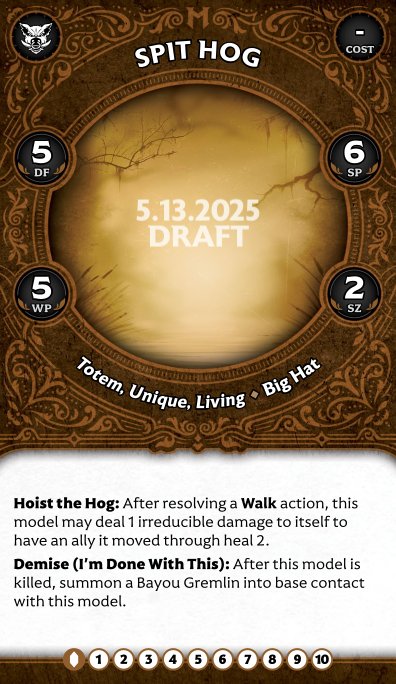 SPIT HOG
-
COST
5
DF
6
SP
5.13.2025
DRAFT
5
WP
2
SZ
Totem, Unique, Living ◆ Big Hat
Hoist the Hog: After resolving a Walk action, this
model may deal 1 irreducible damage to itself to
have an ally it moved through heal 2.
Demise (I'm Done With This): After this model is
killed, summon a Bayou Gremlin into base contact
with this model.
1 2 3 4 5 6 7 8 9 10